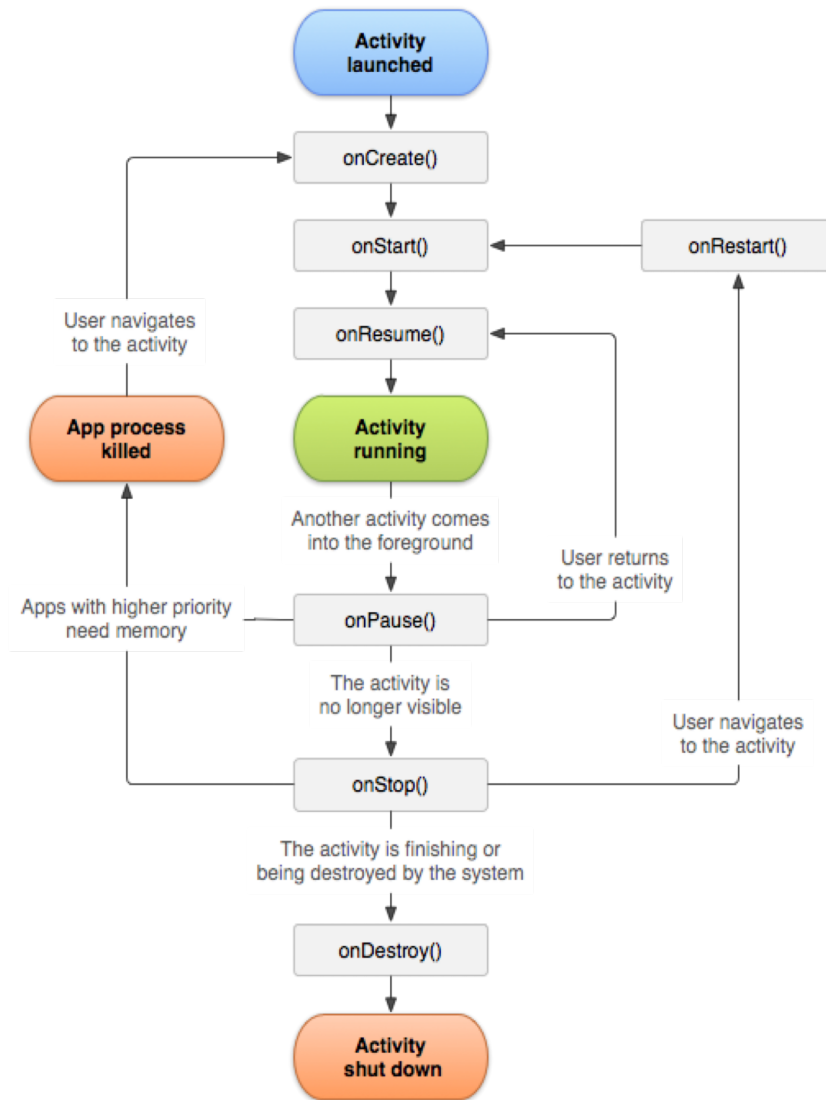 Activity
launched
onCreate()
onStart()
onRestart()
User navigates
to the activity
onResume()
App process
killed
Activity
running
Another activity comes
into the foreground
User returns
to the activity
Apps with higher priority
need memory
onPause()
The activity is
no longer visible
User navigates
to the activity
onStop()
The activity is finishing or
being destroyed by the system
onDestroy()
Activity
shut down